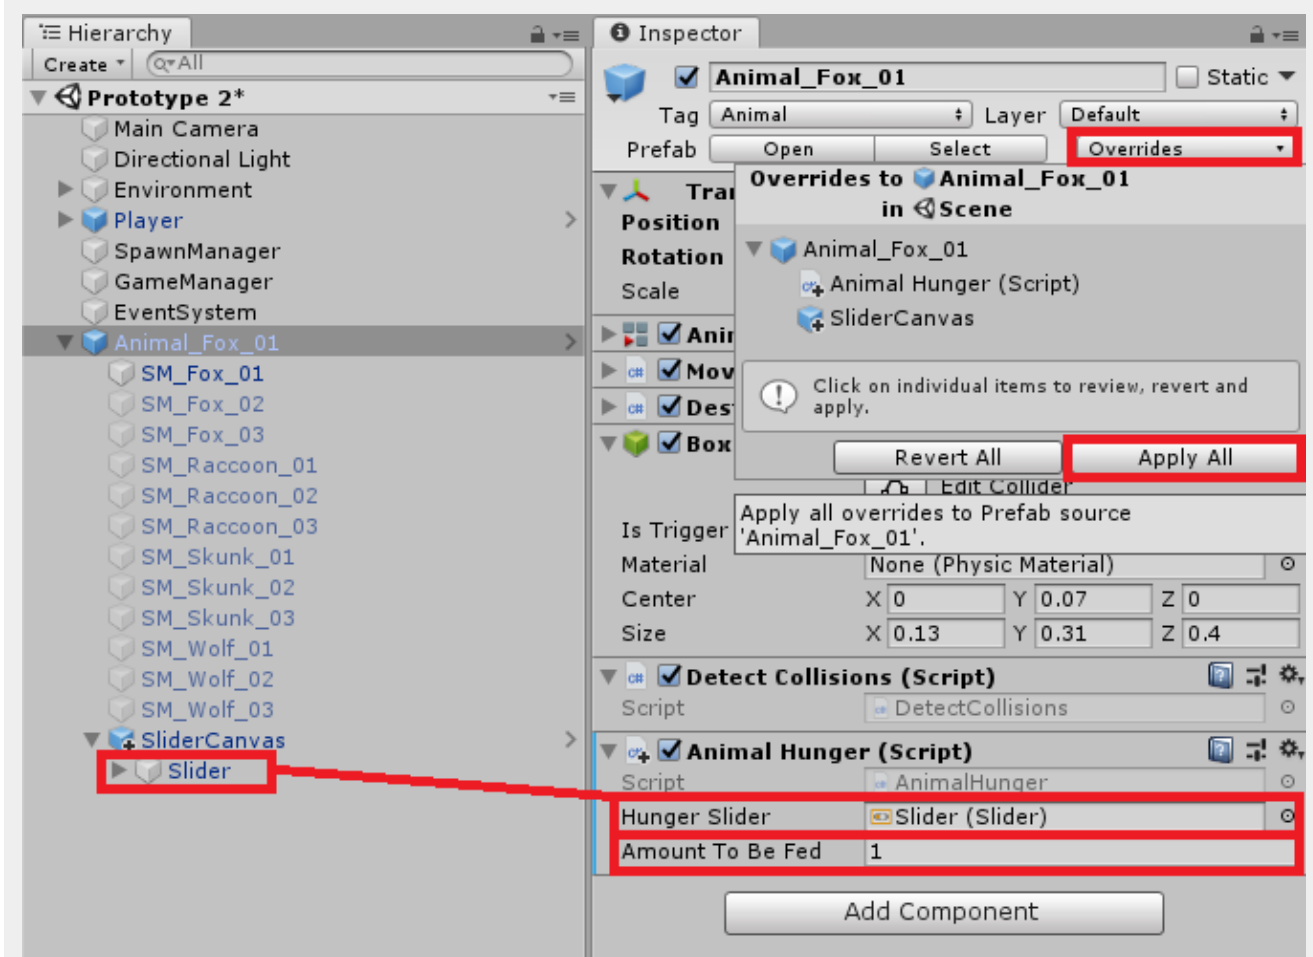 Hierarchy
Create
All
Prototype 2*
Main Camera
Directional Light
Environment
Player
SpawnManager
GameManager
EventSystem
Animal_Fox_01
SM_Fox_01
SM_Fox_02
SM_Fox_03
SM_Raccoon_01
SM_Raccoon_02
SM_Raccoon_03
SM_Skunk_01
SM_Skunk_02
SM_Skunk_03
SM_Wolf_01
SM_Wolf_02
SM_Wolf_03
SliderCanvas
Slider
Inspector
Animal_Fox_01 Static
Tag Animal Layer Default
Prefab Open Select Overrides
Overrides to Animal_Fox_01
in Scene
Animal_Fox_01
Animal Hunger (Script)
SliderCanvas
Click on individual items to review, revert and
apply.
Revert All Apply All
Apply all overrides to Prefab source
'Animal_Fox_01'.
Tra
Position
Rotation
Scale
Anim
Mov
Des
Box
Edit Collider
Is Trigger
Material None (Physic Material)
Center X 0 Y 0.07 Z 0
Size X 0.13 Y 0.31 Z 0.4
Detect Collisions (Script)
Script c# DetectCollisions
Animal Hunger (Script)
Script c# AnimalHunger
Hunger Slider Slider (Slider)
Amount To Be Fed 1
Add Component